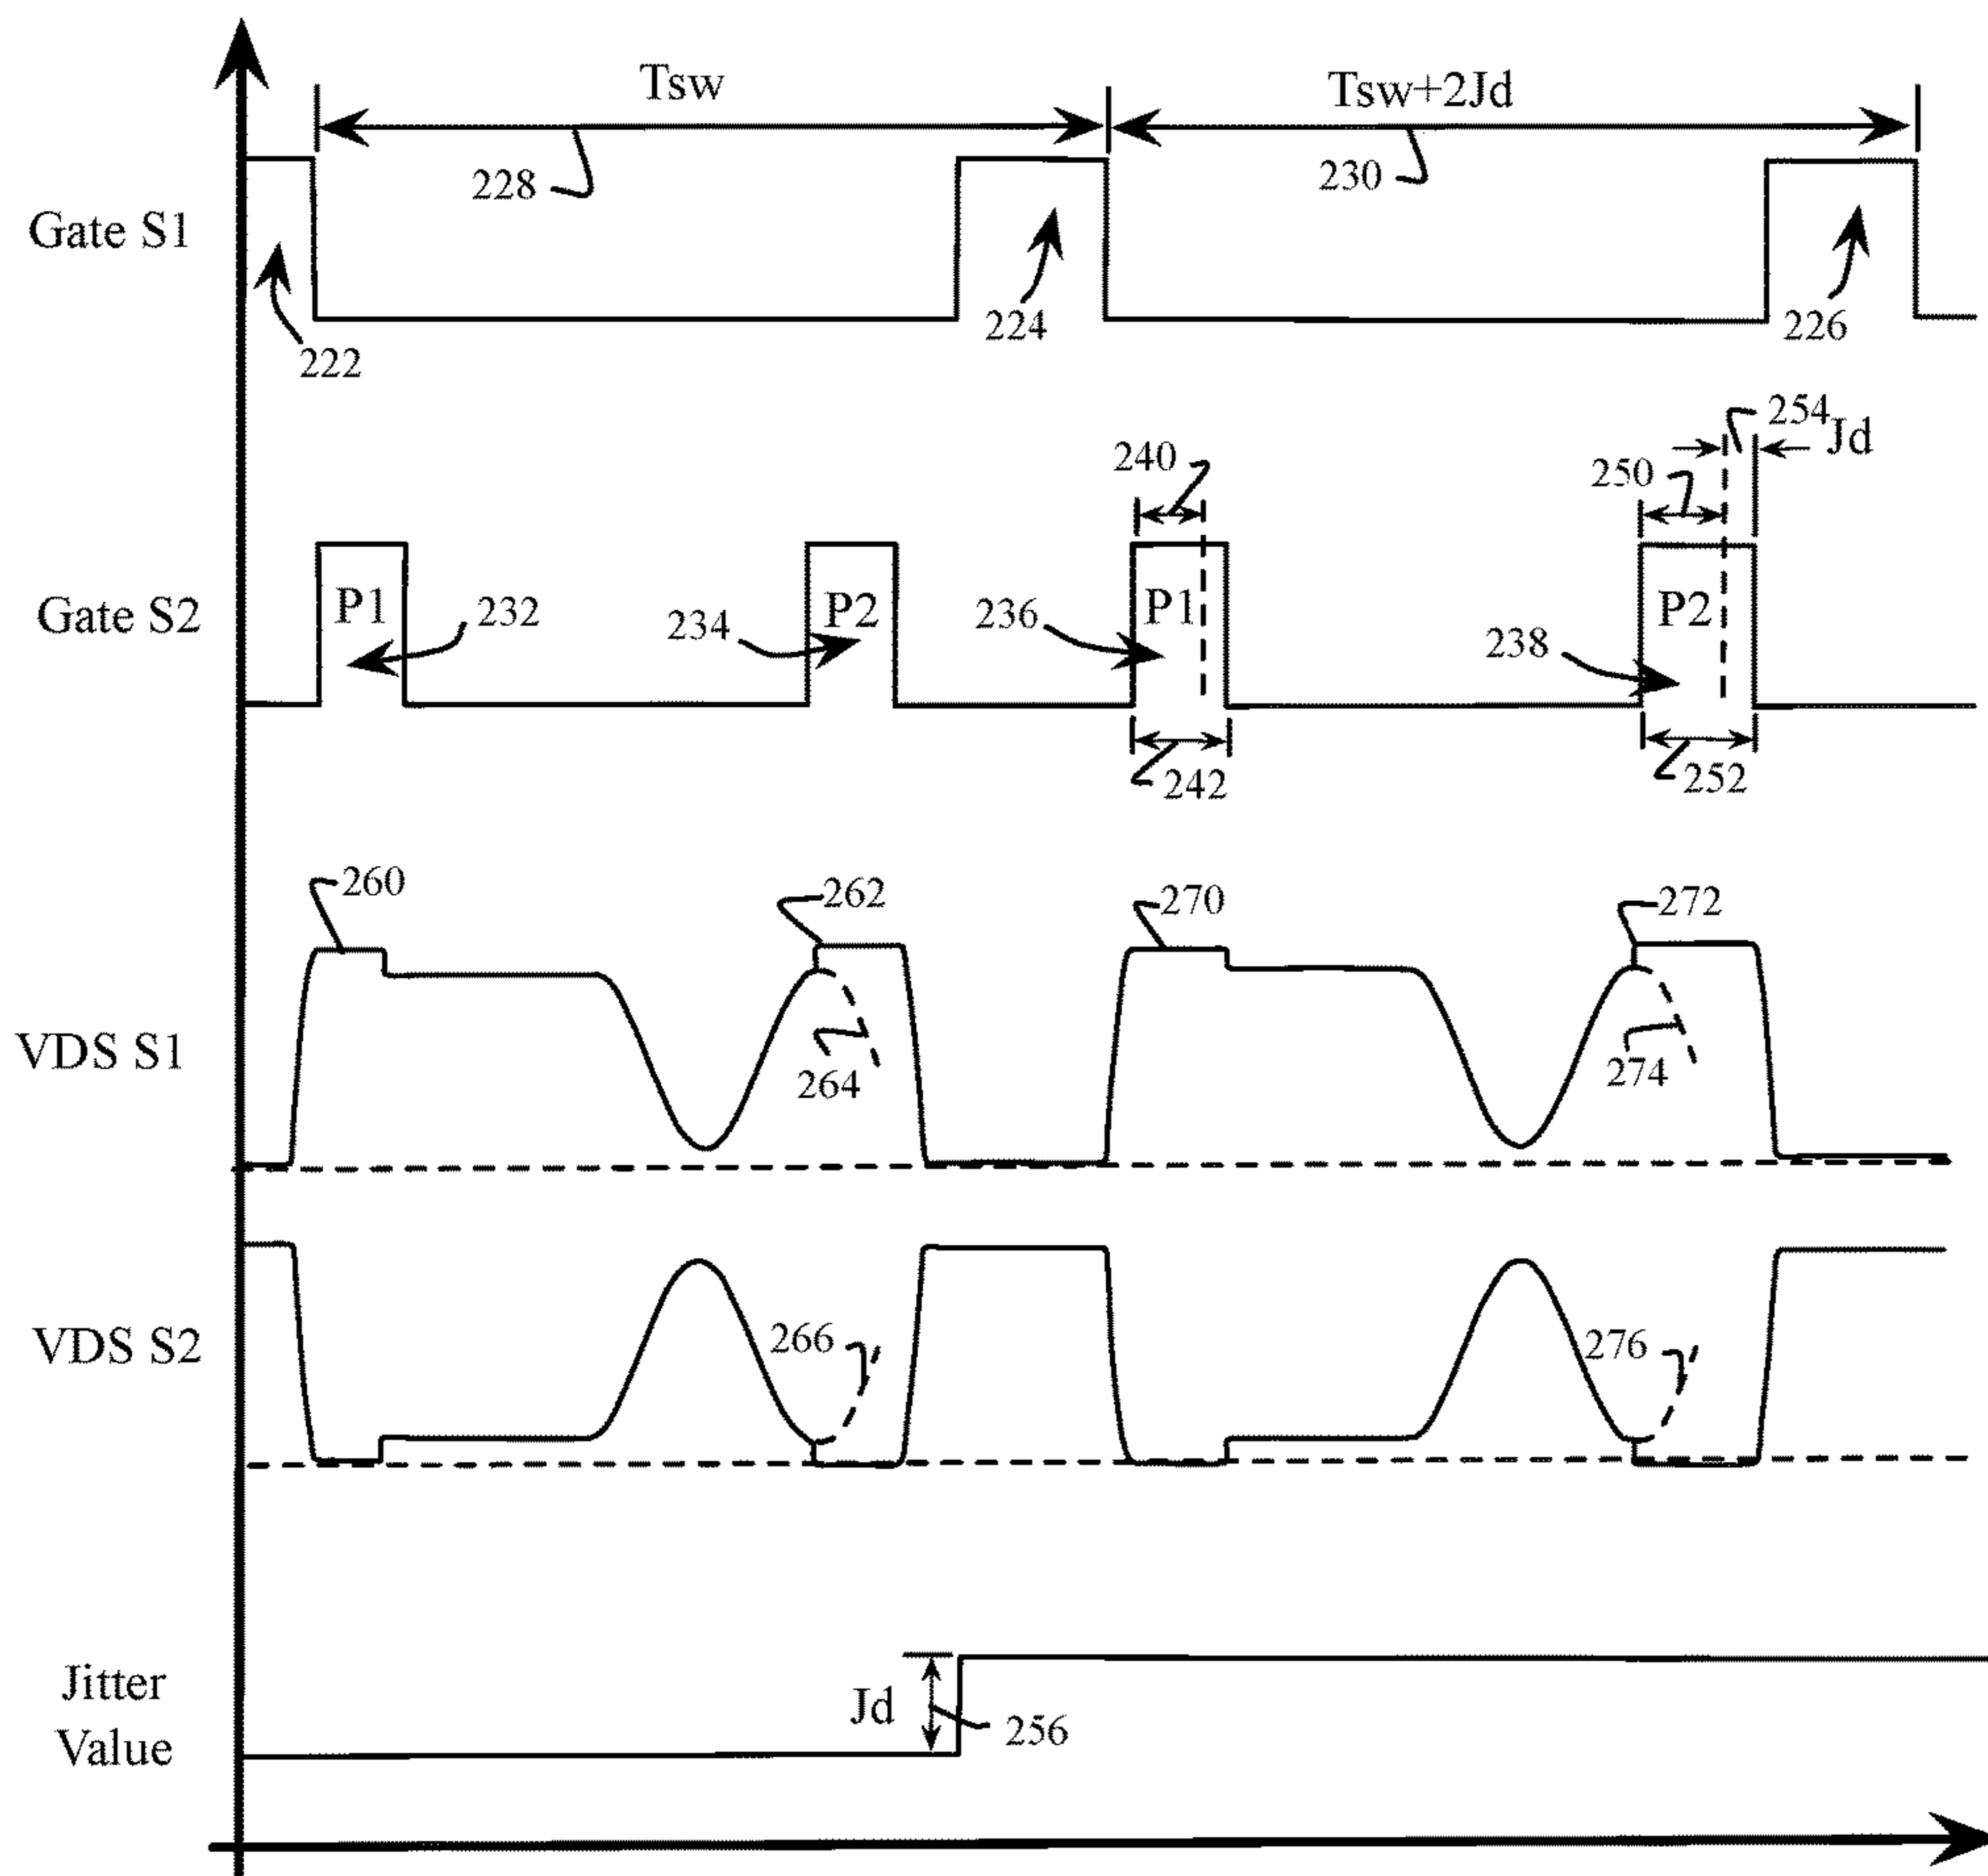 Tsw
Tsw+2Jd
228
230
Gate S1
222
224
226
254
Jd
240
250
Gate S2
P1
232
234
P2
236
P1
238
P2
242
252
260
262
270
272
VDS S1
264
274
VDS S2
266
276
Jitter
Value
Jd
256